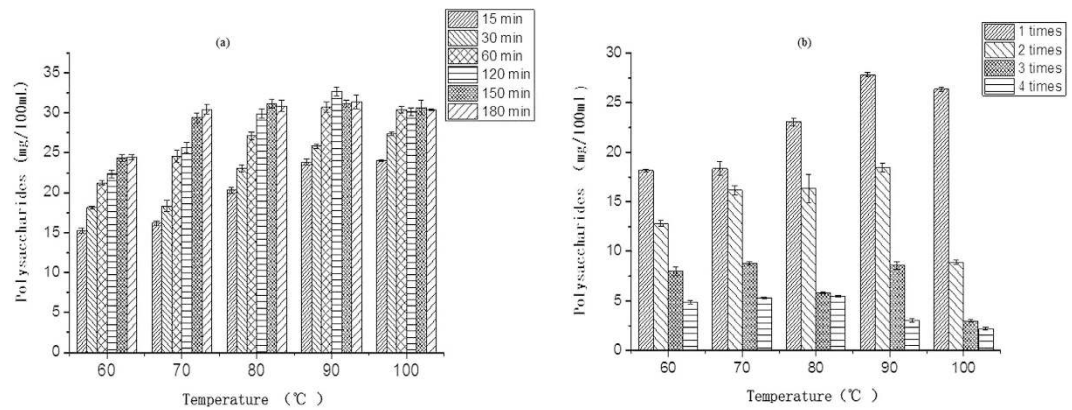 (a)
15 min
30 min
60 min
120 min
150 min
180 min
Polysaccharides (mg/100ml)
35
30
25
20
15
10
5
0
60 70 80 90 100
Temperature (℃)
(b)
1 times
2 times
3 times
4 times
Polysaccharides (mg/100ml)
30
25
20
15
10
5
0
60 70 80 90 100
Temperature (℃)